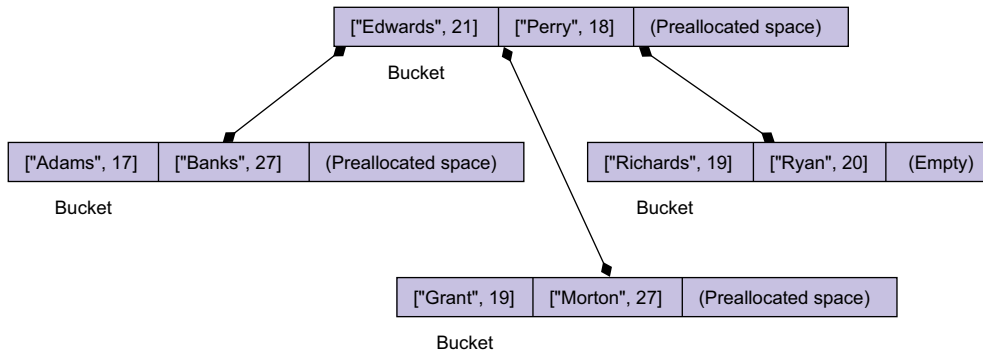 ["Edwards", 21] ["Perry", 18] (Preallocated space)
Bucket
["Adams", 17] ["Banks", 27] (Preallocated space)
Bucket
["Richards", 19] ["Ryan", 20] (Empty)
Bucket
["Grant", 19] ["Morton", 27] (Preallocated space)
Bucket